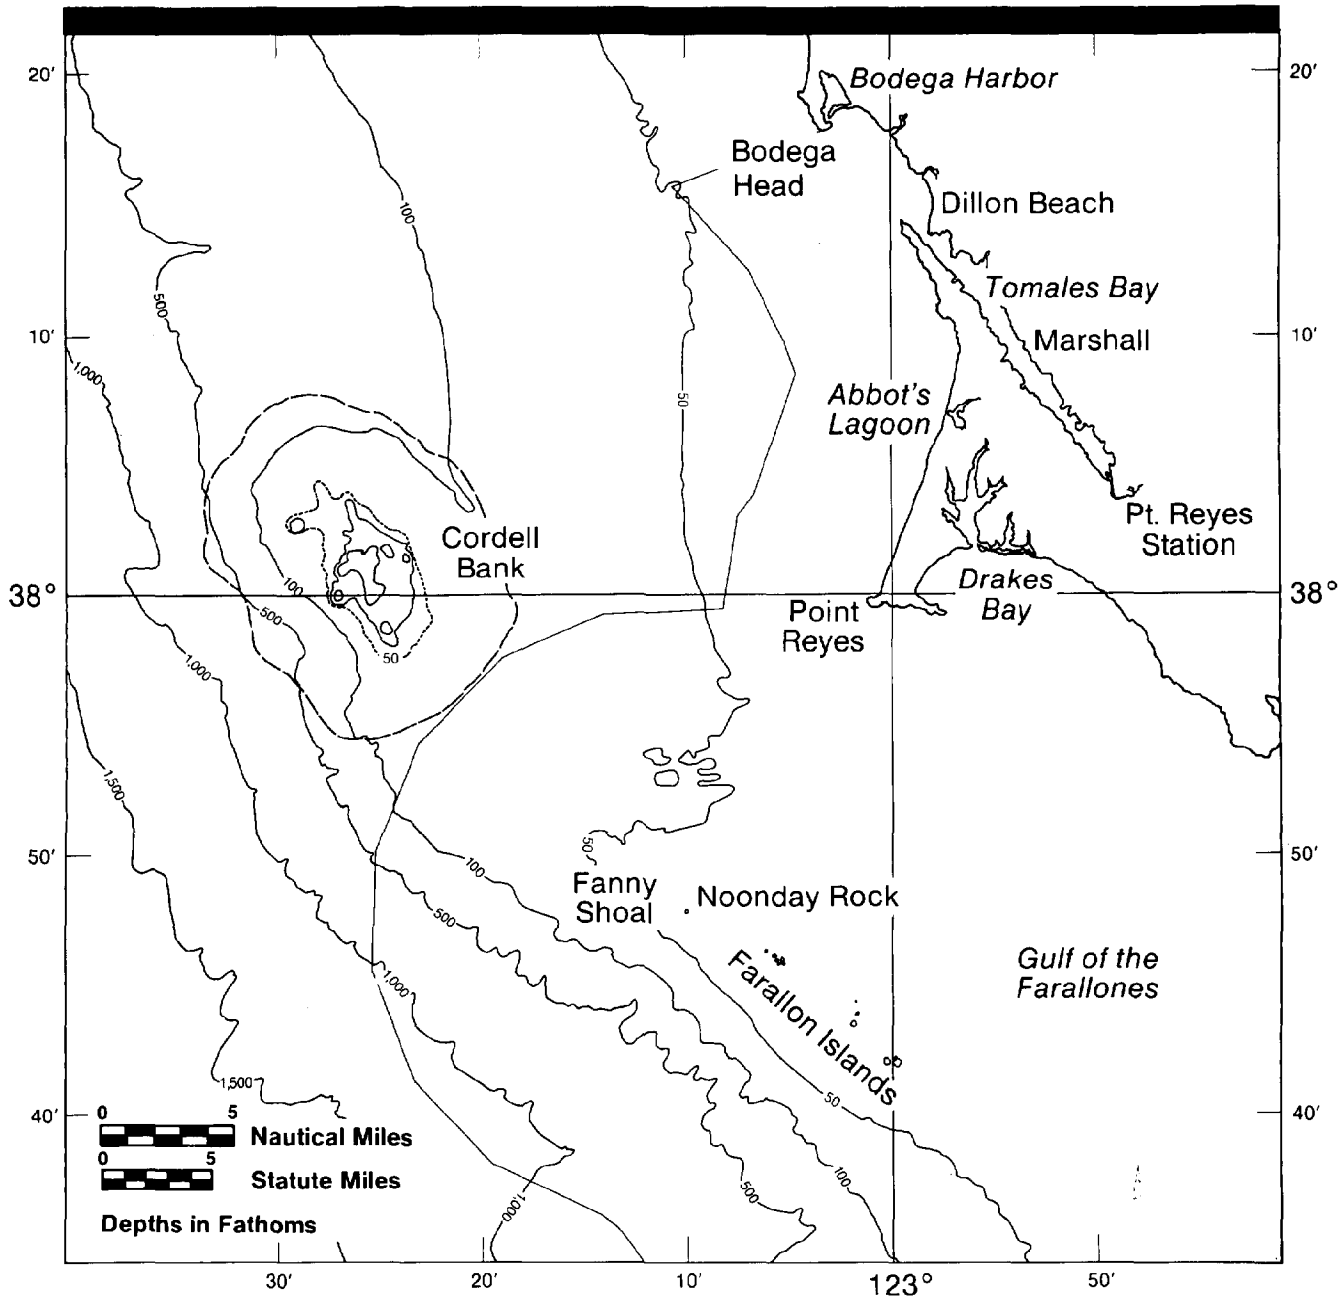 20′
20′
Bodega Harbor
Bodega
Head
Dillon Beach
100
Tomales Bay
500
10′
10′
Marshall
1,000
Abbot's
Lagoon
50
Pt. Reyes
Station
Cordell
Bank
Drakes
Bay
38°
38°
100
500
Point
Reyes
50
1,000
1,500
50′
50′
50
100
Fanny
Shoal
Noonday Rock
500
Gulf of the
Farallones
Farallon Islands
1,000
1,500
50
40′
40′
0 5
Nautical Miles
0 5
Statute Miles
100
500
1,000
Depths in Fathoms
30′
20′
10′
123°
50′